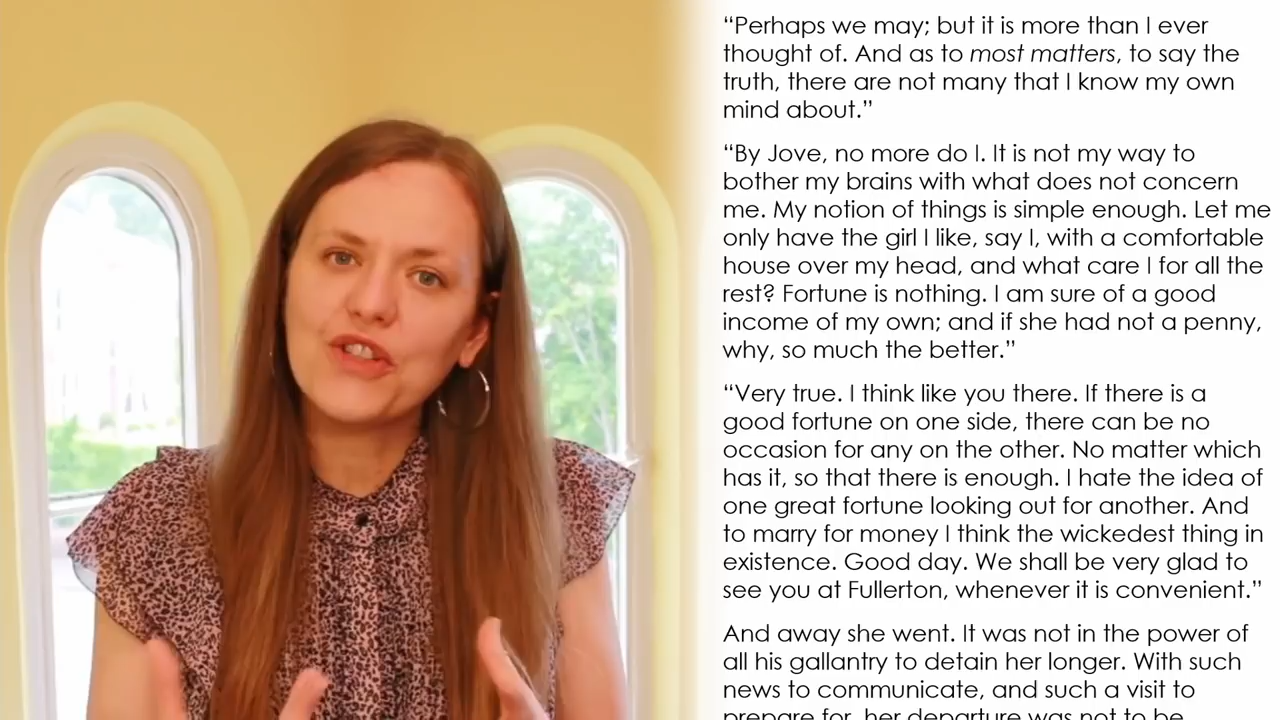 “Perhaps we may; but it is more than I ever
thought of. And as to most matters, to say the
truth, there are not many that I know my own
mind about.”
“By Jove, no more do I. It is not my way to
bother my brains with what does not concern
me. My notion of things is simple enough. Let me
only have the girl I like, say I, with a comfortable
house over my head, and what care I for all the
rest? Fortune is nothing. I am sure of a good
income of my own; and if she had not a penny,
why, so much the better.”
“Very true. I think like you there. If there is a
good fortune on one side, there can be no
occasion for any on the other. No matter which
has it, so that there is enough. I hate the idea of
one great fortune looking out for another. And
to marry for money I think the wickedest thing in
existence. Good day. We shall be very glad to
see you at Fullerton, whenever it is convenient.”
And away she went. It was not in the power of
all his gallantry to detain her longer. With such
news to communicate, and such a visit to
prepare for, her departure was not to be